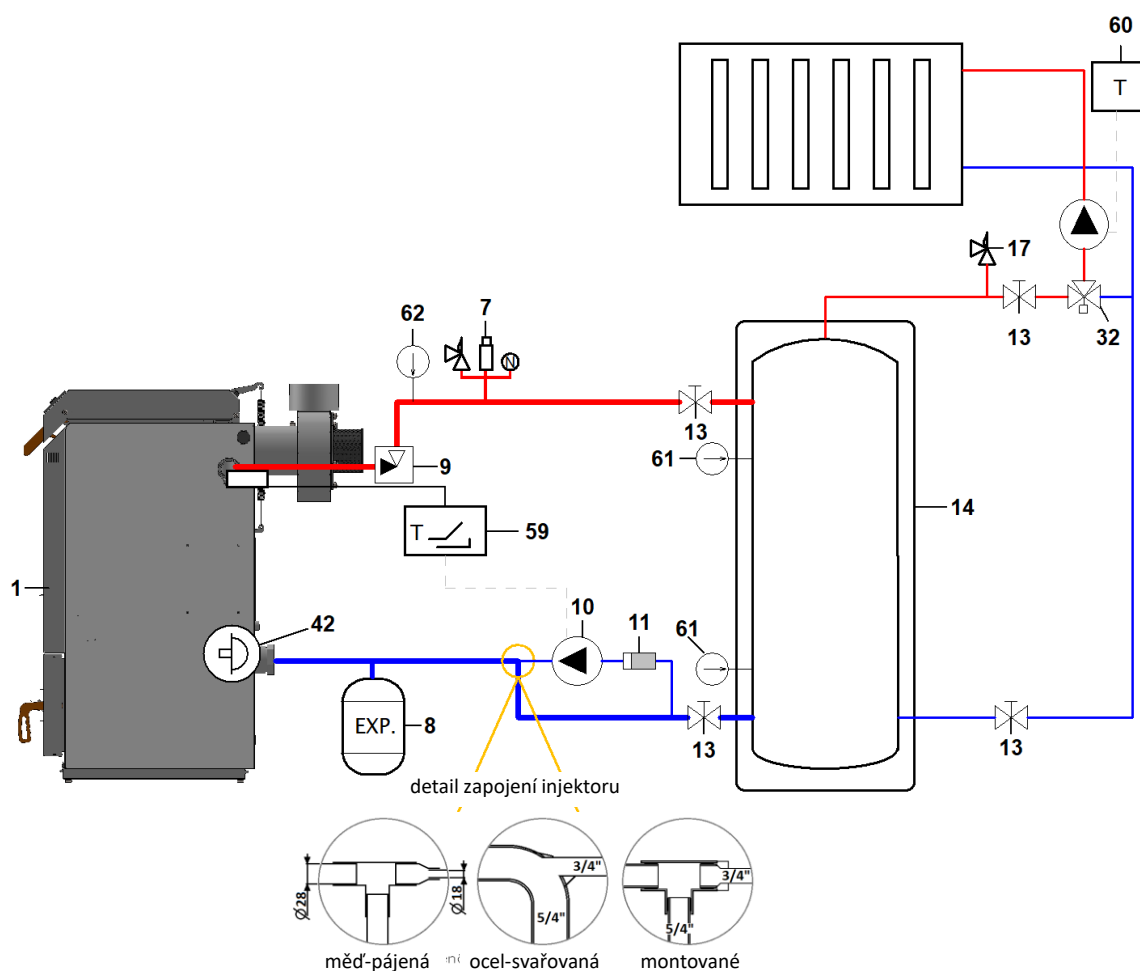 60
T
17
13
32
62
7
N
13
9
61
T
59
14
1
42
10
11
61
EXP.
8
13
13
detail zapojení injektoru
Ø28
Ø18
3/4"
5/4"
3/4"
5/4"
měď-pájená
ocel-svařovaná
montované